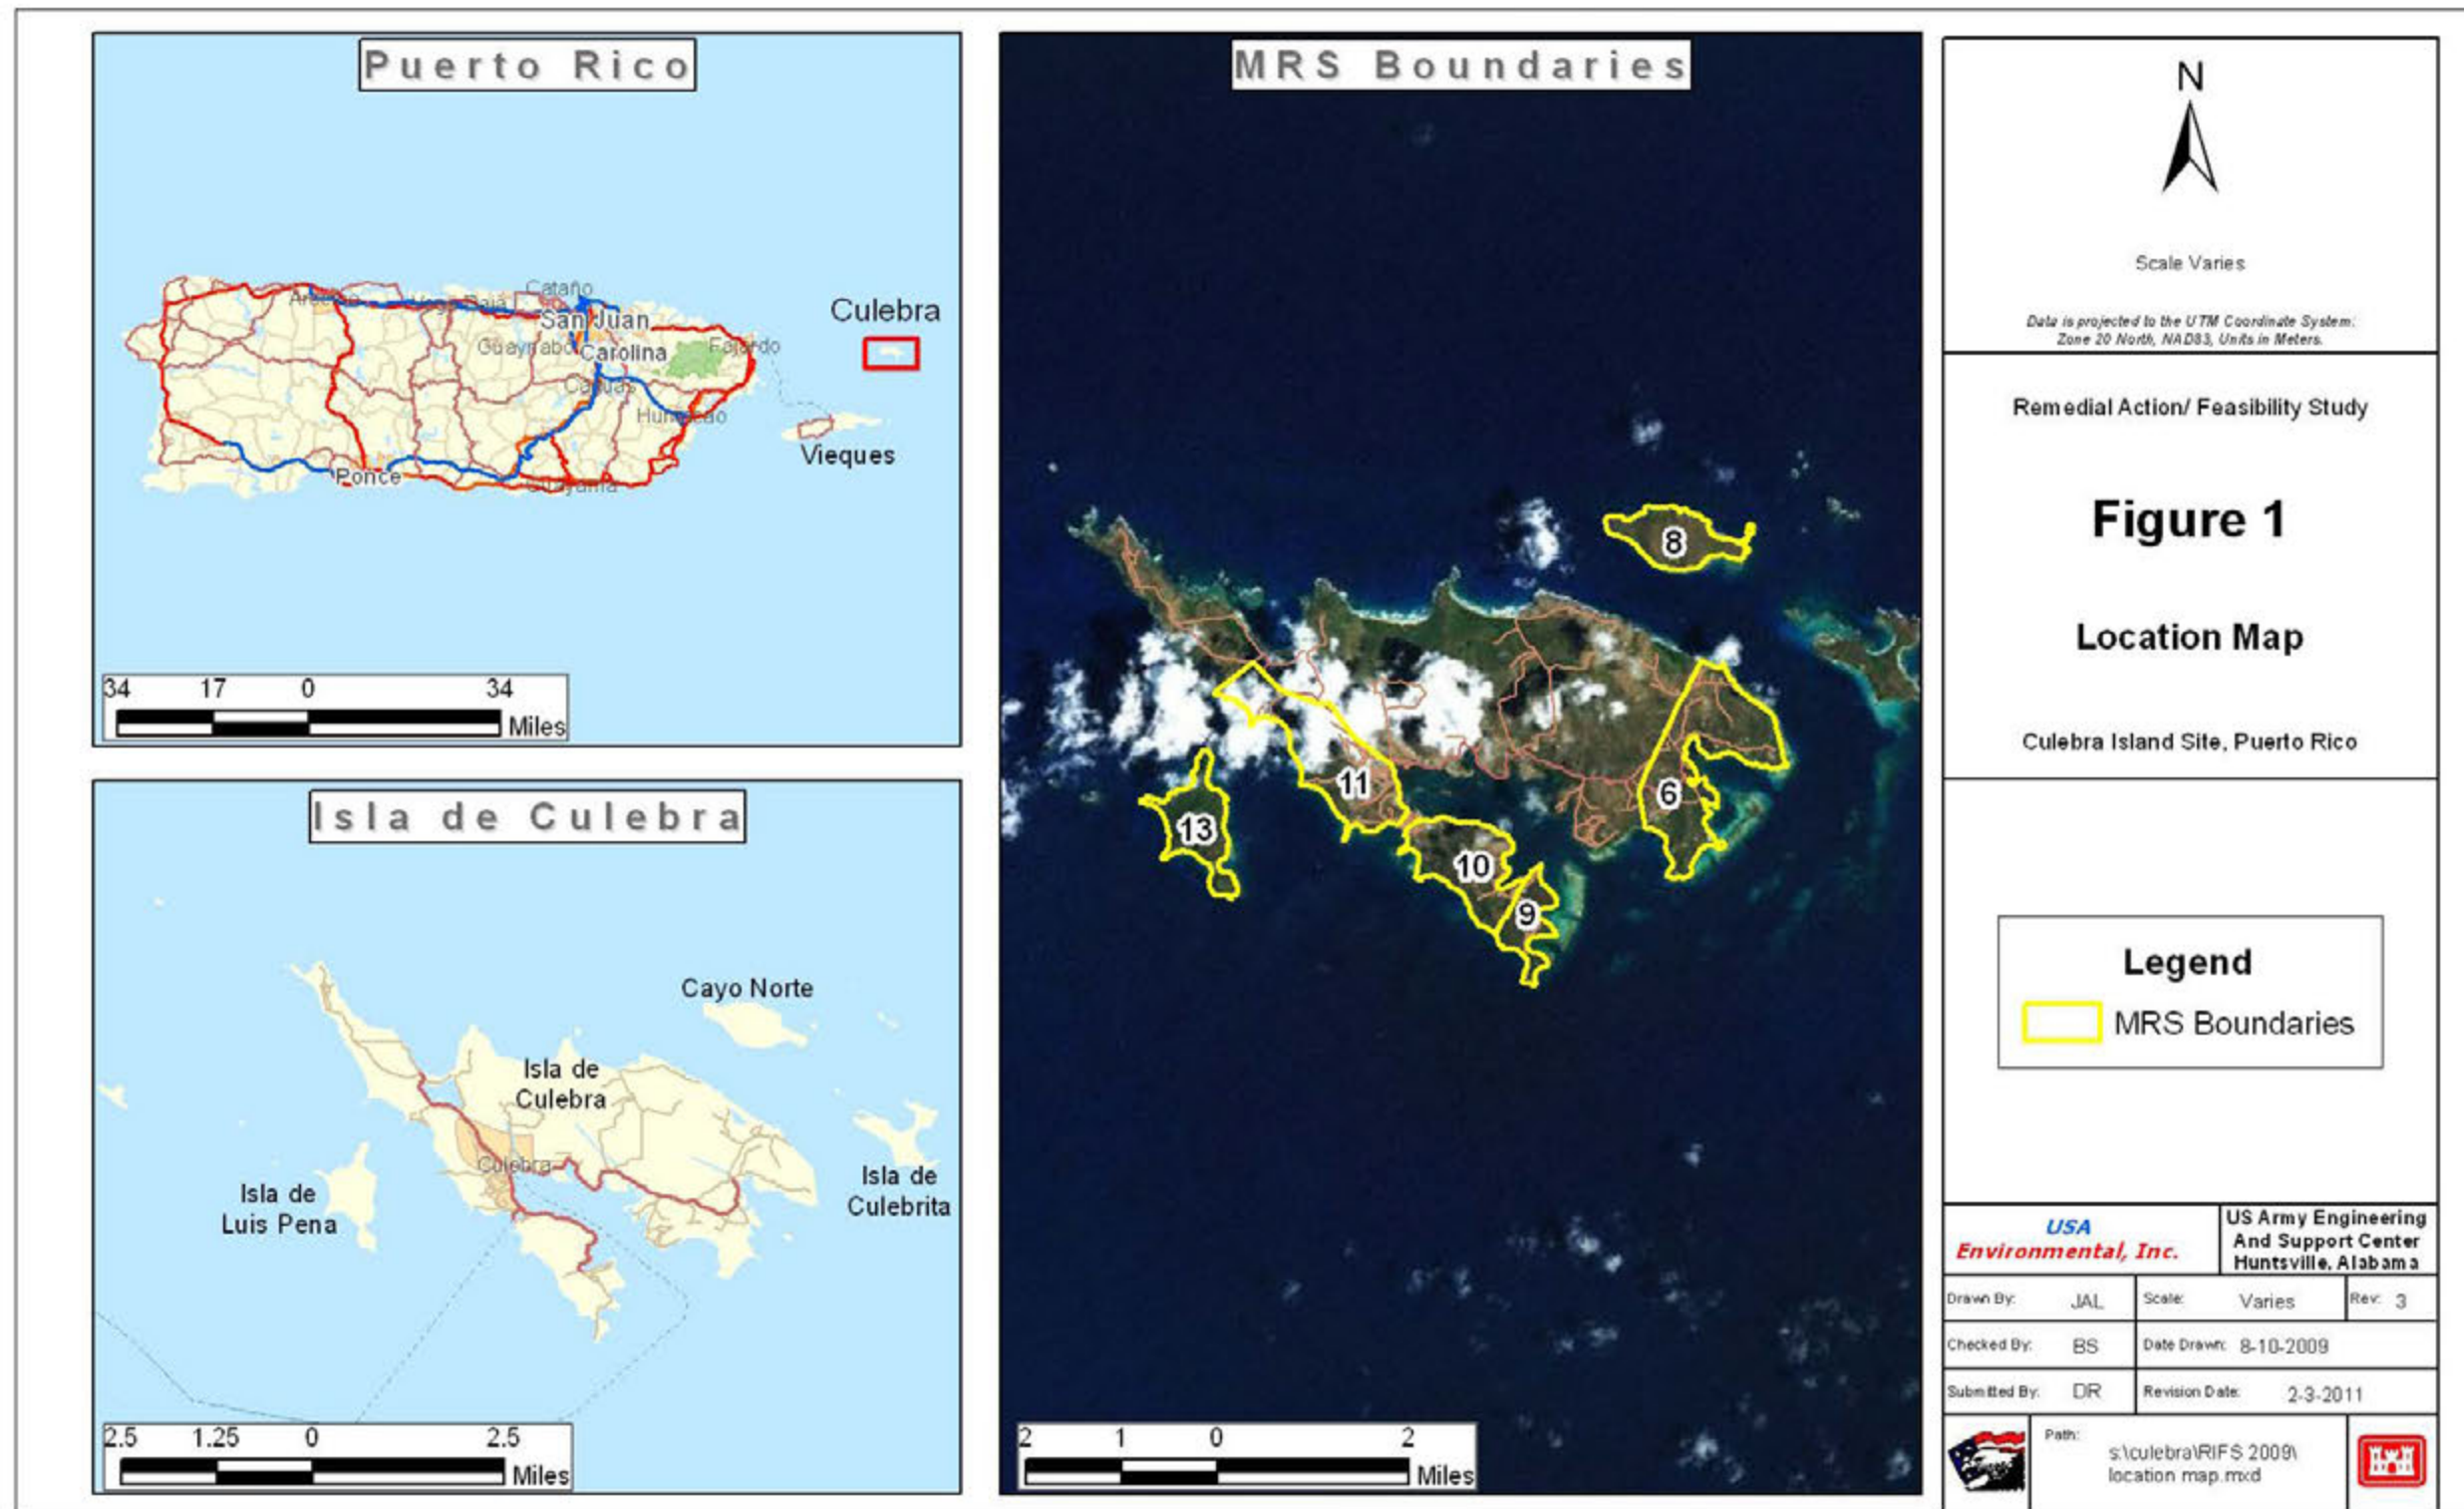 Puerto Rico
Cataño
San Juan
Guaynabo
Carolina
Fajardo
Caguas
Humacao
Ponce
Culebra
Vieques
34 17 0 34
Miles
Isla de Culebra
Cayo Norte
Isla de
Culebra
Culebra
Isla de
Luis Pena
Isla de
Culebrita
2.5 1.25 0 2.5
Miles
MRS Boundaries
8
11
6
13
10
9
2 1 0 2
Miles
N
Scale Varies
Data is projected to the UTM Coordinate System:
Zone 20 North, NAD83, Units in Meters.
Remedial Action/ Feasibility Study
Figure 1
Location Map
Culebra Island Site, Puerto Rico
Legend
MRS Boundaries
USA
Environmental, Inc.
US Army Engineering
And Support Center
Huntsville, Alabama
Drawn By: JAL Scale: Varies Rev: 3
Checked By: BS Date Drawn: 8-10-2009
Submitted By: DR Revision Date: 2-3-2011
Path:
s:\culebra\RIFS 2009\
location map.mxd